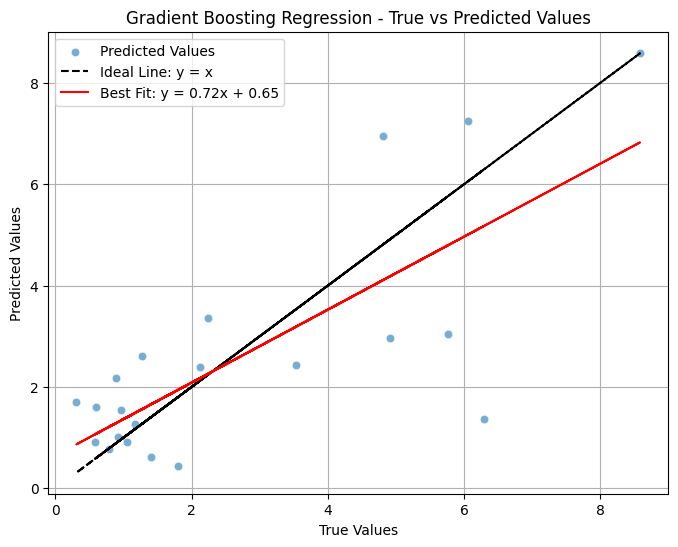 Gradient Boosting Regression - True vs Predicted Values
Predicted Values
Ideal Line: y = x
Best Fit: y = 0.72x + 0.65
Predicted Values
8
6
4
2
0
0 2 4 6 8
True Values